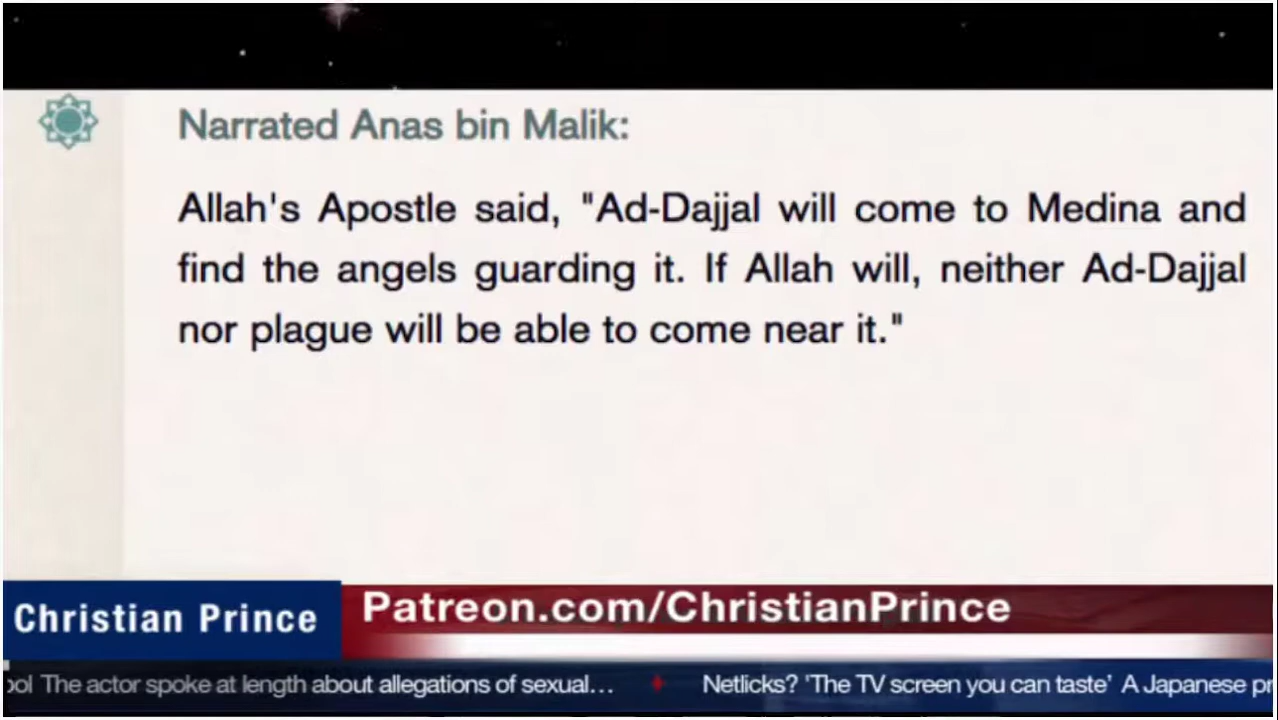 Narrated Anas bin Malik:
Allah's Apostle said, "Ad-Dajjal will come to Medina and
find the angels guarding it. If Allah will, neither Ad-Dajjal
nor plague will be able to come near it."
Christian Prince
Patreon.com/ChristianPrince
The actor spoke at length about allegations of sexual... Netlicks? 'The TV screen you can taste' A Japanese